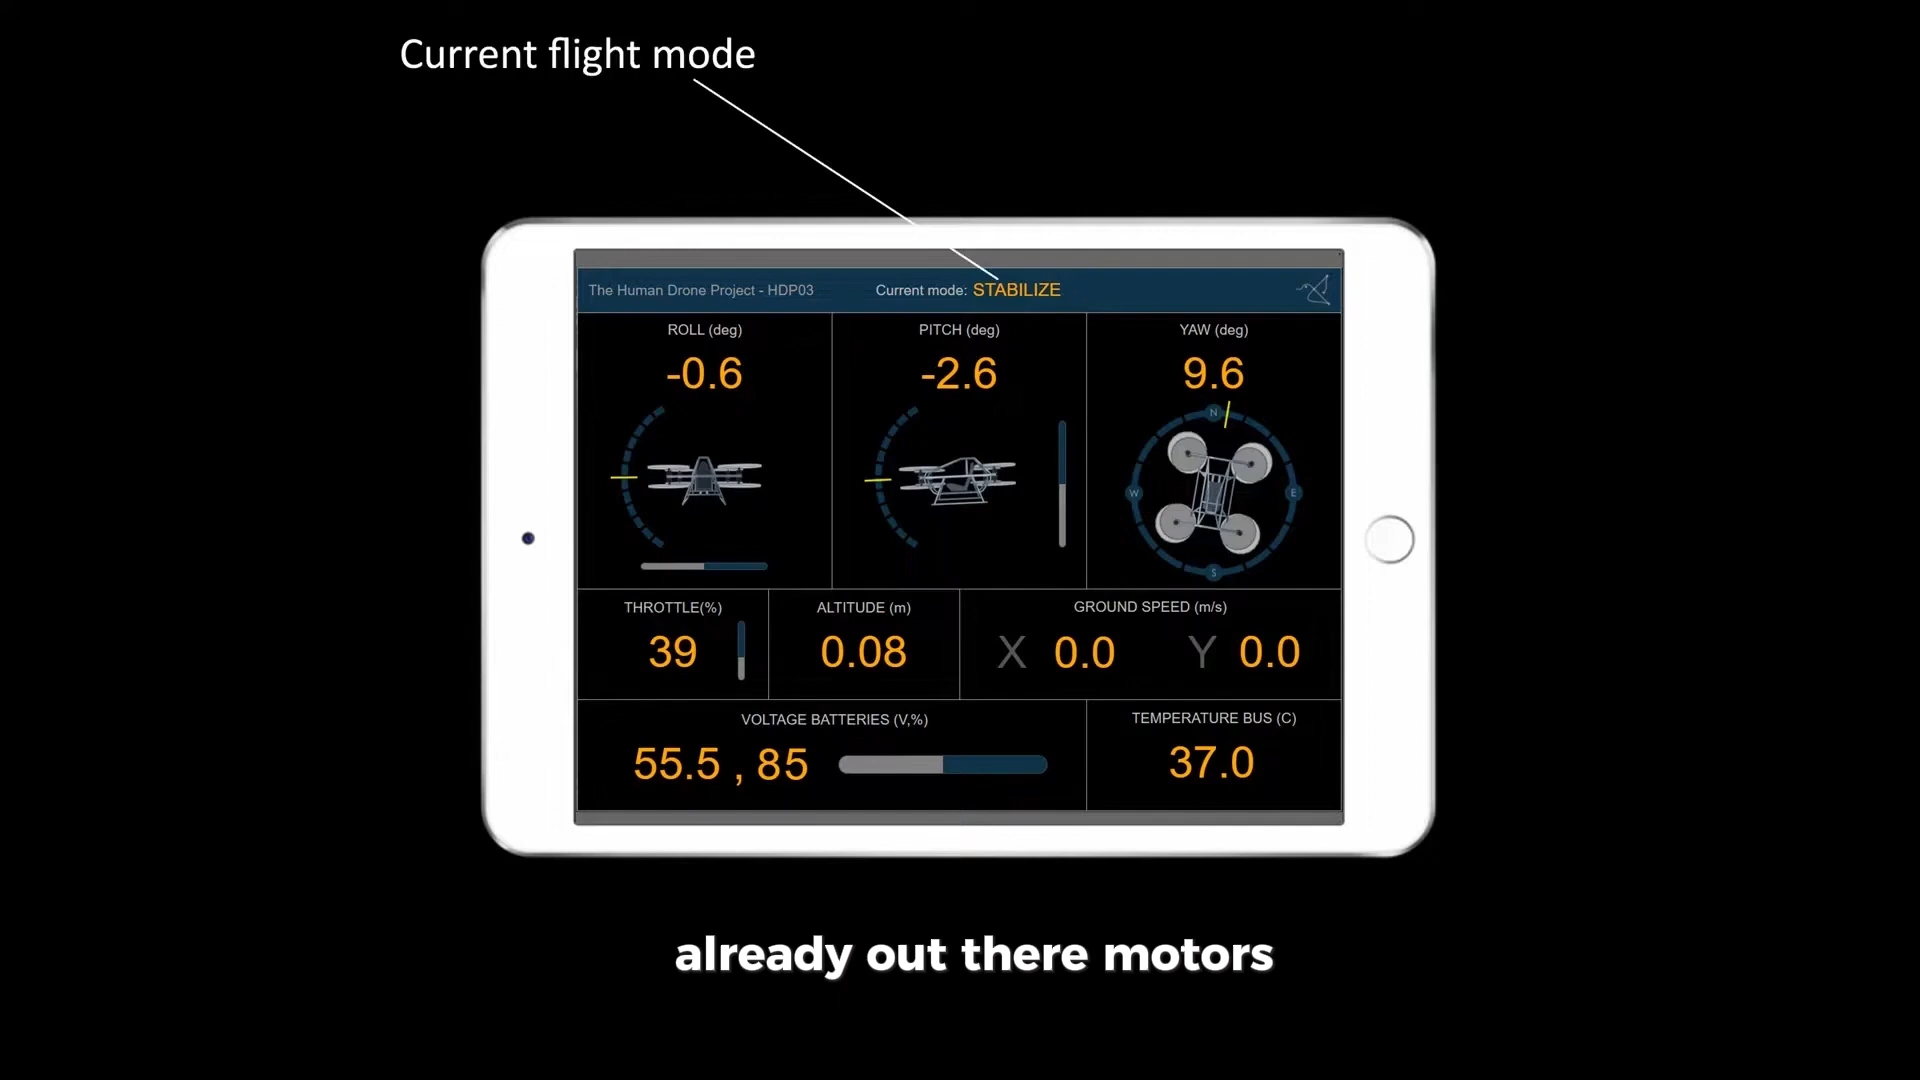 Current flight mode
The Human Drone Project - HDP03 Current mode: STABILIZE
ROLL (deg) PITCH (deg) YAW (deg)
-0.6 -2.6 9.6
N
W E
S
THROTTLE(%) ALTITUDE (m) GROUND SPEED (m/s)
39 0.08 X 0.0 Y 0.0
VOLTAGE BATTERIES (V,%) TEMPERATURE BUS (C)
55.5 , 85 37.0
already out there motors